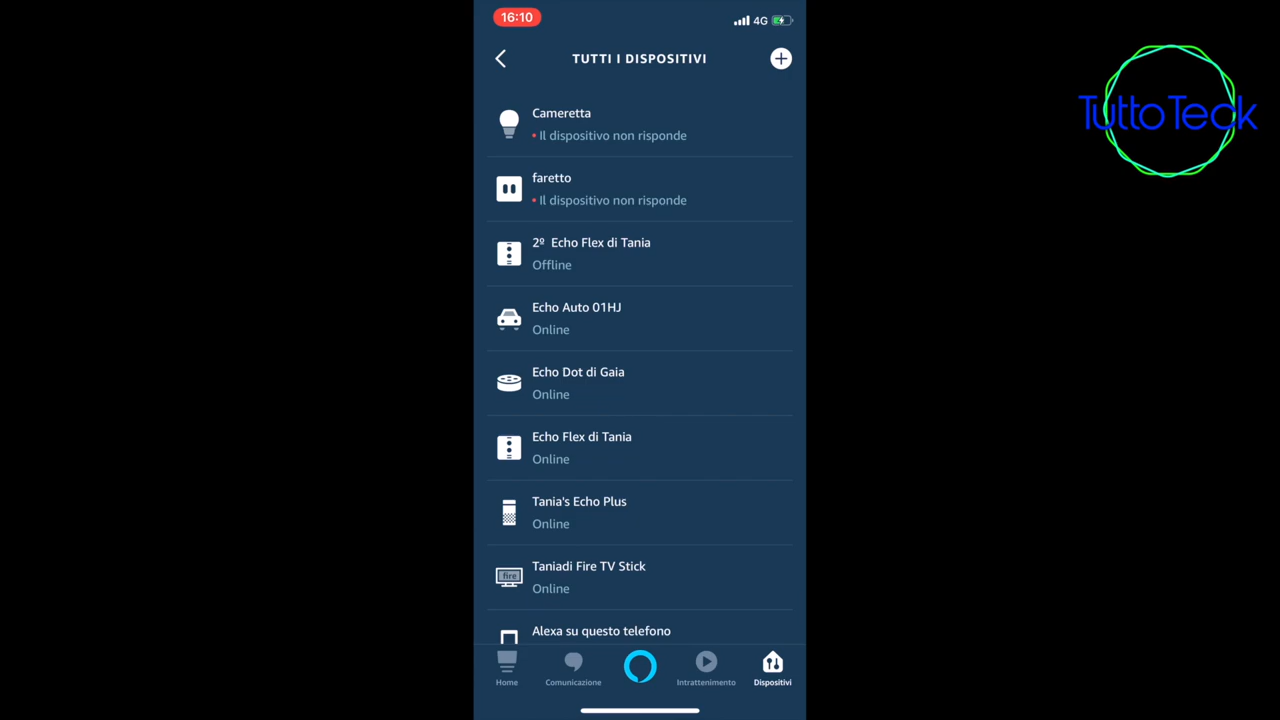 16:10
4G
TUTTI I DISPOSITIVI
TuttoTeck
Cameretta
• Il dispositivo non risponde
faretto
• Il dispositivo non risponde
2º Echo Flex di Tania
Offline
Echo Auto 01HJ
Online
Echo Dot di Gaia
Online
Echo Flex di Tania
Online
Tania's Echo Plus
Online
fire
Taniadi Fire TV Stick
Online
Alexa su questo telefono
Home
Comunicazione
Intrattenimento
Dispositivi